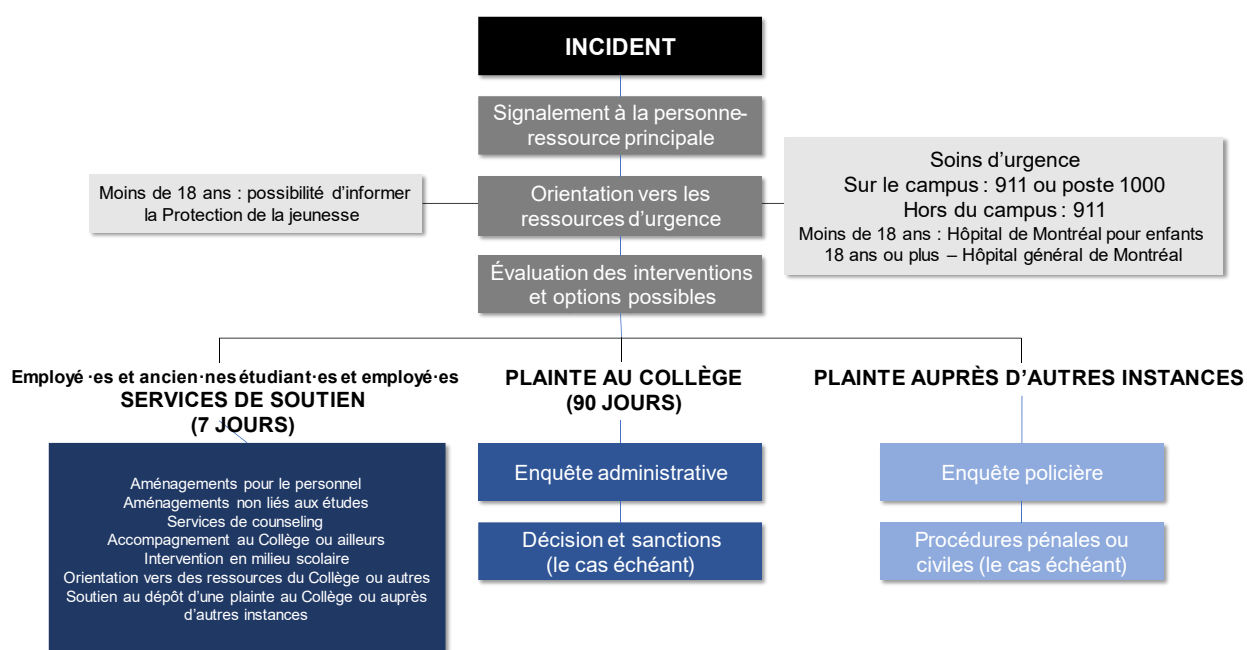 INCIDENT
Signalement à la personne-
ressource principale
Moins de 18 ans : possibilité d’informer
la Protection de la jeunesse
Orientation vers les
ressources d’urgence
Soins d’urgence
Sur le campus : 911 ou poste 1000
Hors du campus : 911
Moins de 18 ans : Hôpital de Montréal pour enfants
18 ans ou plus – Hôpital général de Montréal
Évaluation des interventions
et options possibles
Employé·es et ancien·nes étudiant·es et employé·es
SERVICES DE SOUTIEN
(7 JOURS)
Aménagements pour le personnel
Aménagements non liés aux études
Services de counseling
Accompagnement au Collège ou ailleurs
Intervention en milieu scolaire
Orientation vers des ressources du Collège ou autres
Soutien au dépôt d’une plainte au Collège ou auprès
d’autres instances
PLAINTE AU COLLÈGE
(90 JOURS)
Enquête administrative
Décision et sanctions
(le cas échéant)
PLAINTE AUPRÈS D’AUTRES INSTANCES
Enquête policière
Procédures pénales ou
civiles (le cas échéant)